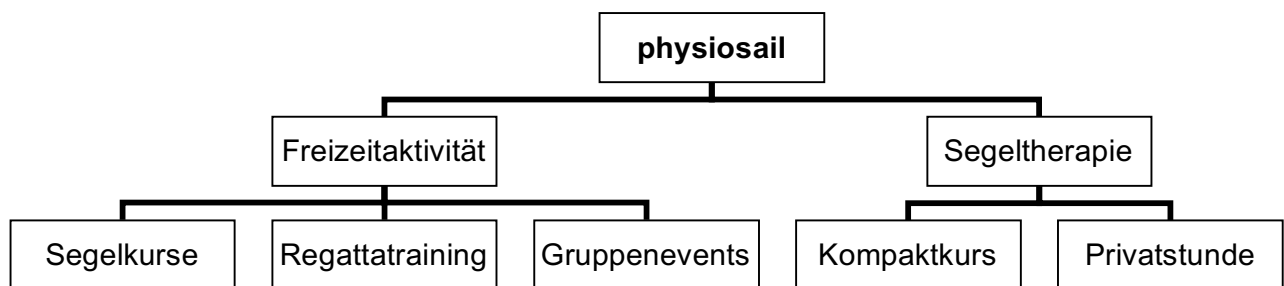 physiosail
Freizeitaktivität
Segeltherapie
Segelkurse
Regattatraining
Gruppenevents
Kompaktkurs
Privatstunde